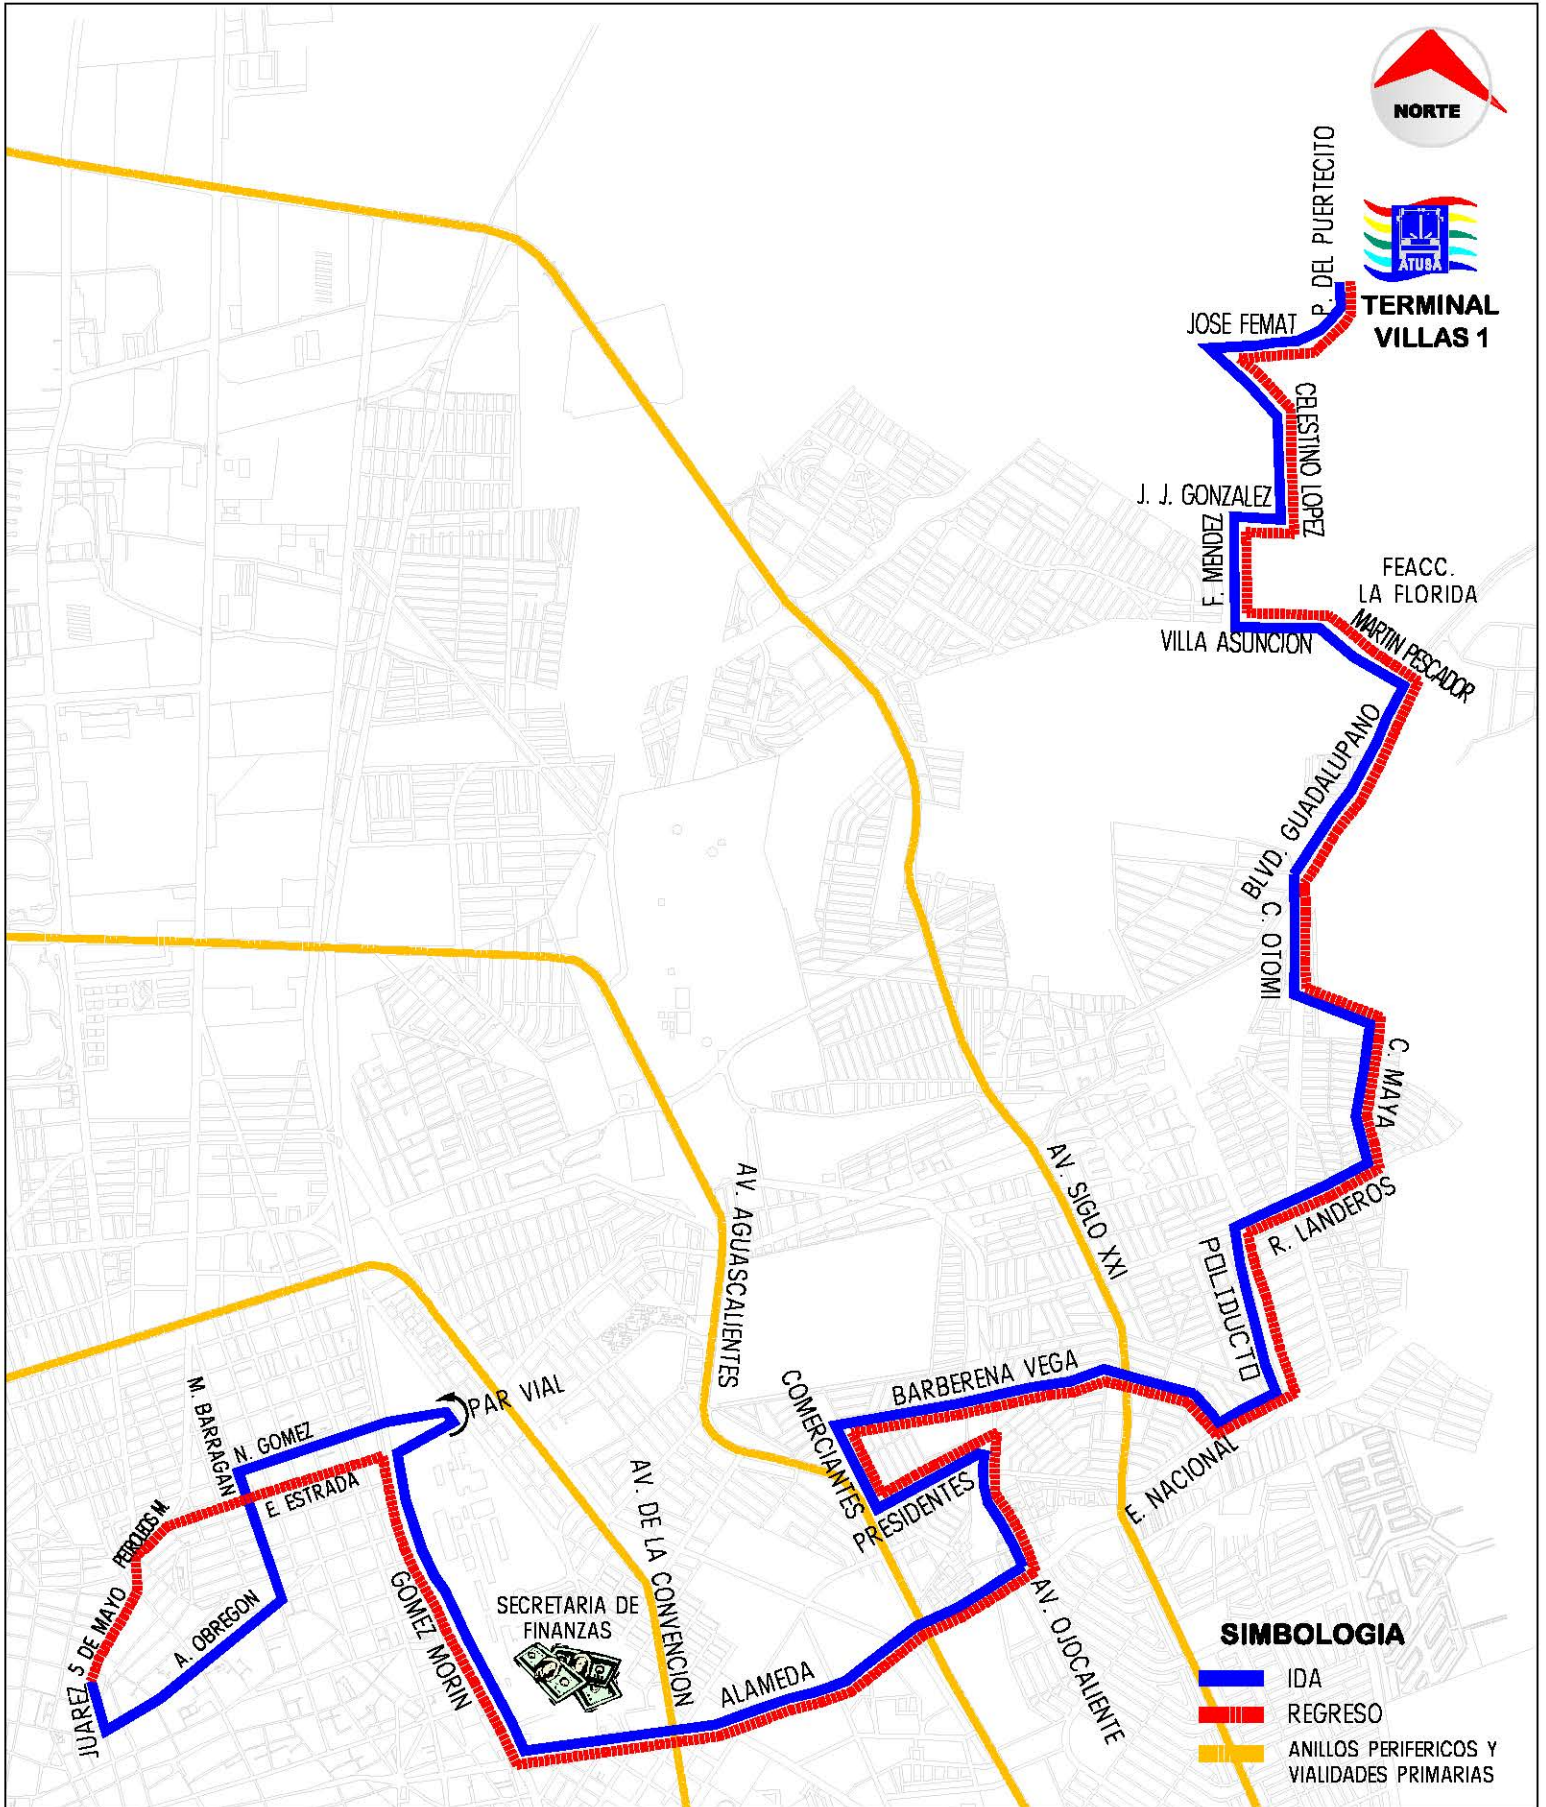 NORTE
P. DEL PUERTECITO
ATUSA
TERMINAL
VILLAS 1
JOSE FEMAT
CELESTINO LOPEZ
J. J. GONZALEZ
F. MENDEZ
FEACC.
LA FLORIDA
MARTIN PESCADOR
VILLA ASUNCION
BLVD. GUADALUPANO
C. OTOMI
C. MAYA
R. LANDEROS
POLIDUCTO
AV. SIGLO XXI
AV. AGUASCALIENTES
BARBERENA VEGA
COMERCIANTES
PRESIDENTES
E. NACIONAL
PAR VIAL
M. BARRAGAN
N. GOMEZ
E. ESTRADA
PETROLEOS M.
5 DE MAYO
JUAREZ
A. OBREGON
GOMEZ MORIN
SECRETARIA DE
FINANZAS
AV. DE LA CONVENCION
ALAMEDA
AV. OJOCALIENTE
SIMBOLOGIA
IDA
REGRESO
ANILLOS PERIFERICOS Y
VIALIDADES PRIMARIAS